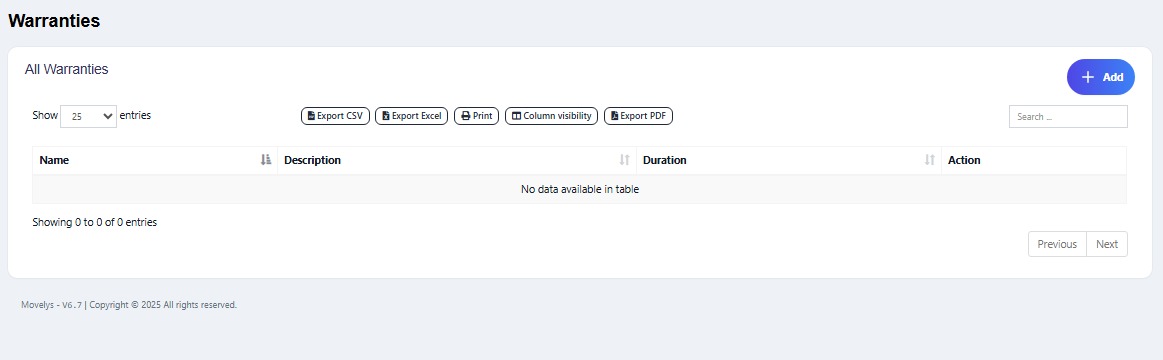 Warranties
All Warranties
Add
Show 25 entries
Export CSV Export Excel Print Column visibility Export PDF
Search ...
Name Description Duration Action
No data available in table
Showing 0 to 0 of 0 entries
Previous Next
Movelys - V6.7 | Copyright © 2025 All rights reserved.